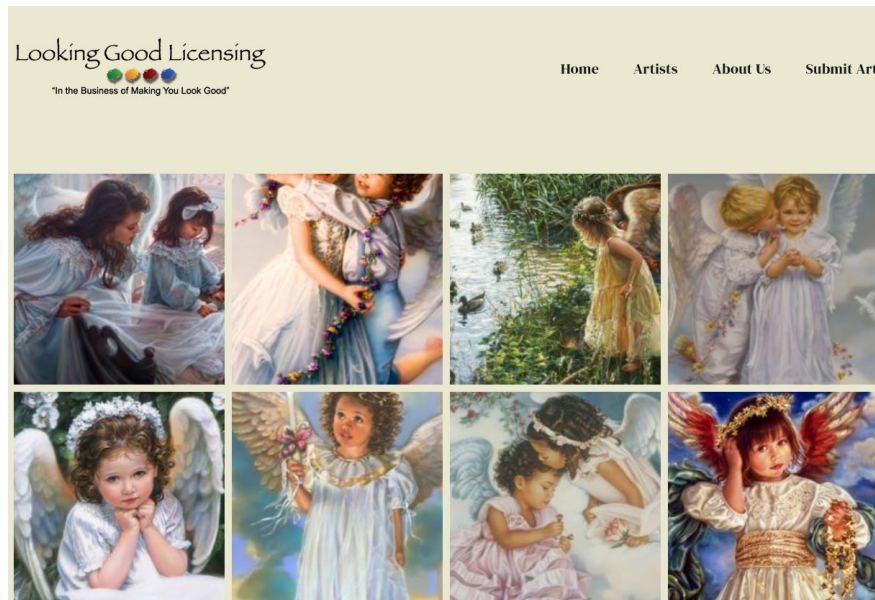 Looking Good Licensing
"In the Business of Making You Look Good"
Home Artists About Us Submit Art